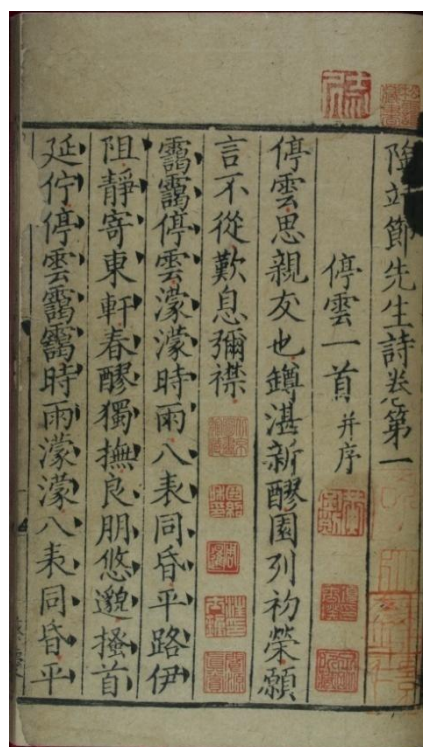 陶靖節先生詩卷第一
停雲一首 并序
停雲思親友也罇湛新醪園列初榮願
言不從歎息彌襟
靄靄停雲濛濛時雨八表同昏平路伊
阻靜寄東軒春醪獨撫良朋悠邈搔首
延佇停雲靄靄時雨濛濛八表同昏平